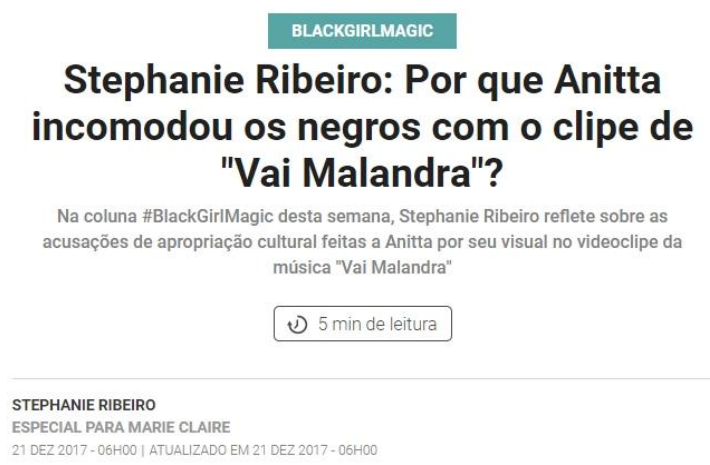 BLACKGIRLMAGIC
Stephanie Ribeiro: Por que Anitta
incomodou os negros com o clipe de
"Vai Malandra"?
Na coluna #BlackGirlMagic desta semana, Stephanie Ribeiro reflete sobre as
acusações de apropriação cultural feitas a Anitta por seu visual no videoclipe da
música "Vai Malandra"
5 min de leitura
STEPHANIE RIBEIRO
ESPECIAL PARA MARIE CLAIRE
21 DEZ 2017 - 06H00 | ATUALIZADO EM 21 DEZ 2017 - 06H00